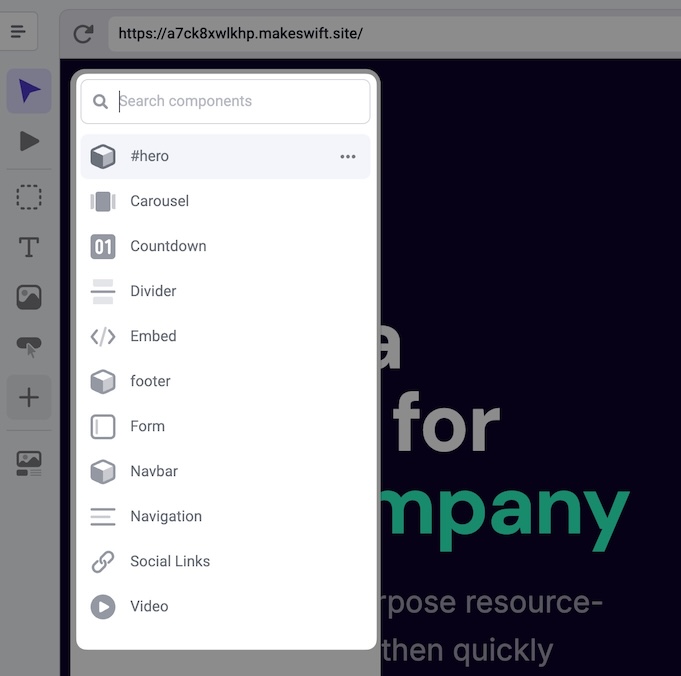 https://a7ck8xwlkhp.makeswift.site/
Search components
#hero
Carousel
01 Countdown
Divider
Embed
footer
Form
Navbar
Navigation
Social Links
Video
a
for
mpany
rpose resource-
then quickly